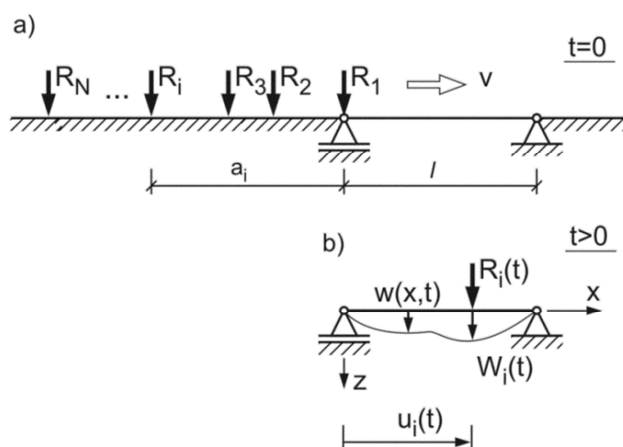 a)
t=0
R_N ... R_i R_3 R_2 R_1 v
a_i l
b)
t>0
R_i(t)
w(x,t) x
W_i(t)
z
u_i(t)